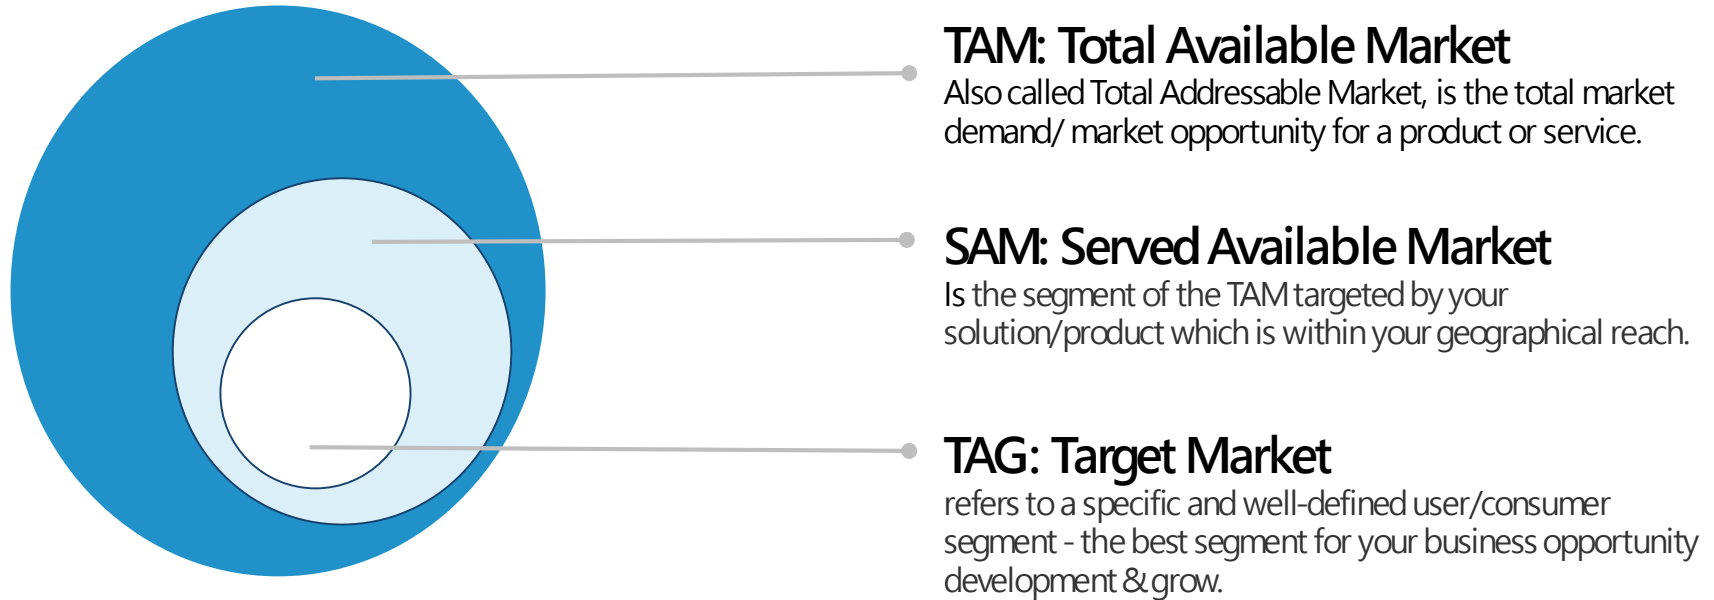 TAM: Total Available Market
Also called Total Addressable Market, is the total market
demand/ market opportunity for a product or service.
SAM: Served Available Market
Is the segment of the TAM targeted by your
solution/product which is within your geographical reach.
TAG: Target Market
refers to a specific and well-defined user/consumer
segment - the best segment for your business opportunity
development & grow.